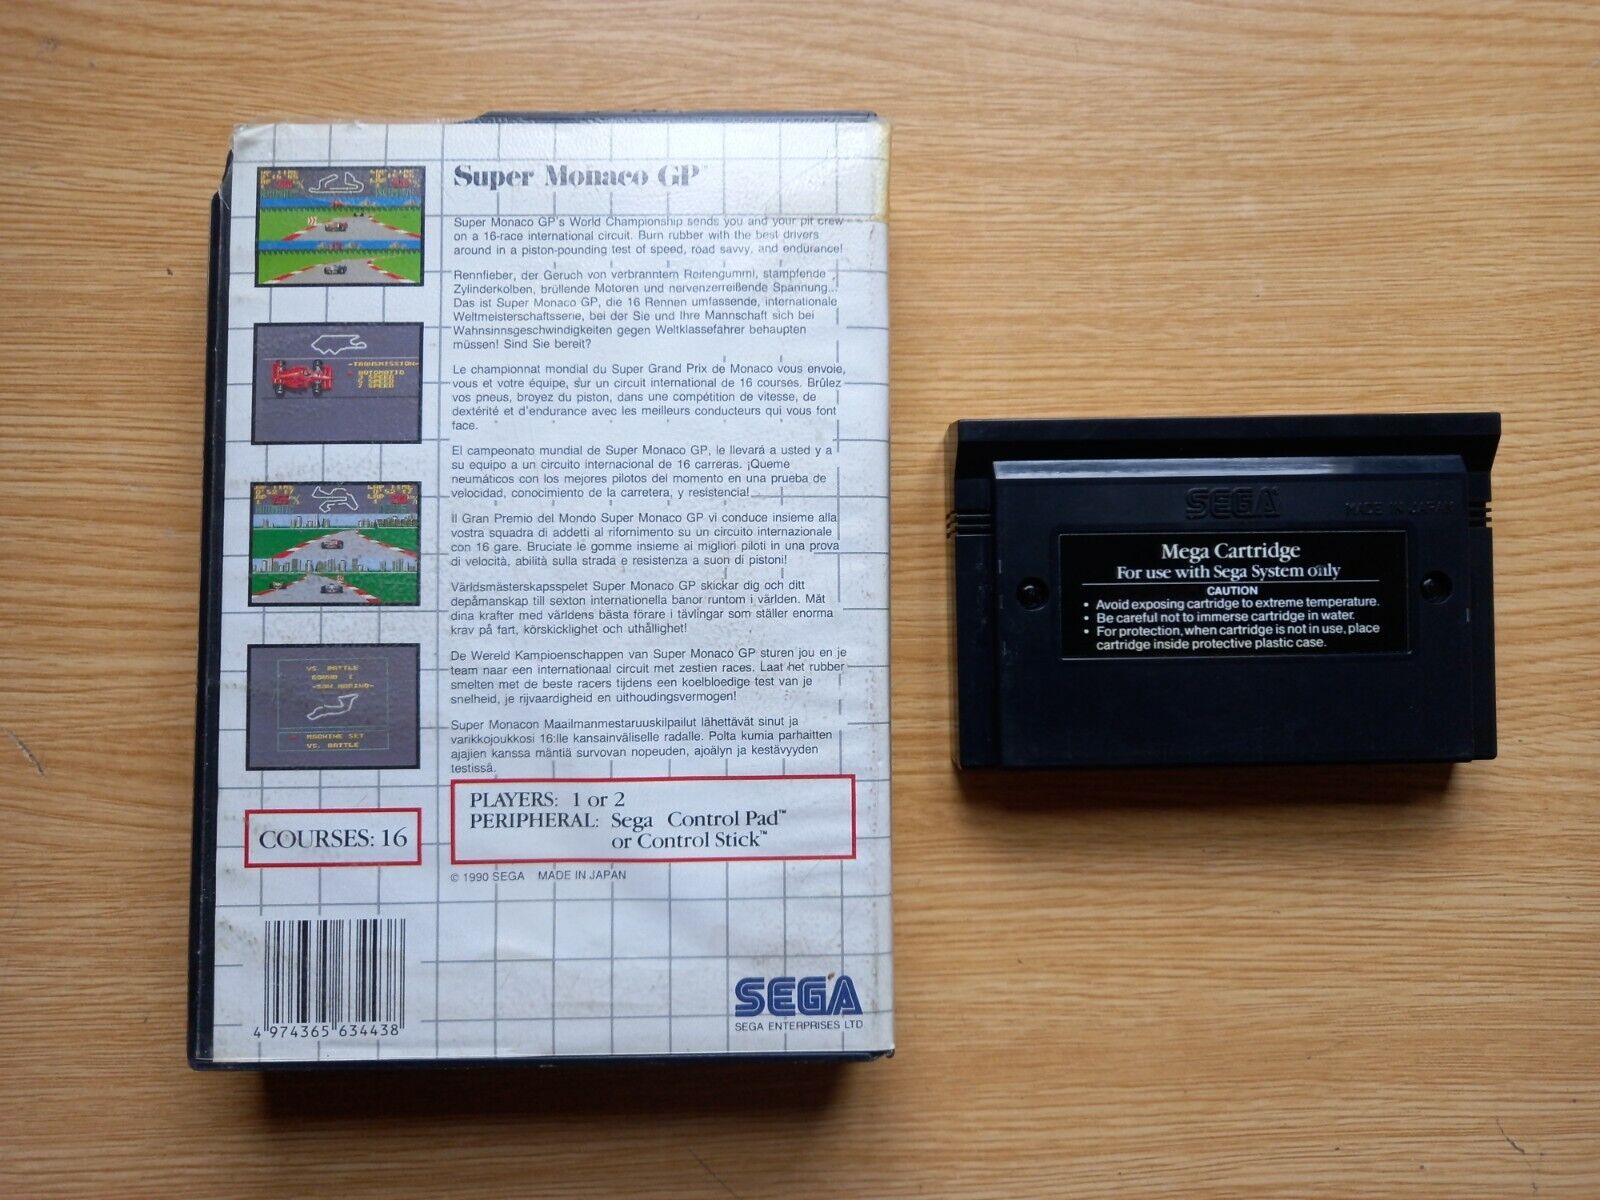 Super Monaco GP™
Super Monaco GP's World Championship sends you and your pit crew
on a 16-race international circuit. Burn rubber with the best drivers
around in a piston-pounding test of speed, road savvy, and endurance!
Rennfieber, der Geruch von verbranntem Reifengummi, stampfende
Zylinderkolben, brüllende Motoren und nervenzerreißende Spannung...
Das ist Super Monaco GP, die 16 Rennen umfassende, internationale
Weltmeisterschaftsserie, bei der Sie und Ihre Mannschaft sich bei
Wahnsinnsgeschwindigkeiten gegen Weltklassefahrer behaupten
müssen! Sind Sie bereit?
Le championnat mondial du Super Grand Prix de Monaco vous envoie,
vous et votre équipe, sur un circuit international de 16 courses. Brûlez
vos pneus, broyez du piston, dans une compétition de vitesse, de
dextérité et d'endurance avec les meilleurs conducteurs qui vous font
face.
El campeonato mundial de Super Monaco GP, le llevará a usted y a
su equipo a un circuito internacional de 16 carreras. ¡Queme
neumáticos con los mejores pilotos del momento en una prueba de
velocidad, conocimiento de la carretera, y resistencia!
Il Gran Premio del Mondo Super Monaco GP vi conduce insieme alla
vostra squadra di addetti al rifornimento su un circuito internazionale
con 16 gare. Bruciate le gomme insieme ai migliori piloti in una prova
di velocità, abilità sulla strada e resistenza a suon di pistoni!
Världsmästerskapsspelet Super Monaco GP skickar dig och ditt
depåmanskap till sexton internationella banor runtom i världen. Mät
dina krafter med världens bästa förare i tävlingar som ställer enorma
krav på fart, körskicklighet och uthållighet!
De Wereld Kampioenschappen van Super Monaco GP sturen jou en je
team naar een internationaal circuit met zestien races. Laat het rubber
smelten met de beste racers tijdens een koelbloedige test van je
snelheid, je rijvaardigheid en uithoudingsvermogen!
Super Monacon Maailmanmestaruuskilpailut lähettävät sinut ja
varikkojoukkosi 16:lle kansainväliselle radalle. Polta kumia parhaitten
ajajien kanssa mäntiä survovan nopeuden, ajoälyn ja kestävyyden
testissä.
-TRANSMISSION-
AUTOMATIC
4 SPEED
7 SPEED
VS. BATTLE
ROUND 1
-SAN MARINO-
MACHINE SET
VS. BATTLE
COURSES: 16
PLAYERS: 1 or 2
PERIPHERAL: Sega Control Pad™
or Control Stick™
© 1990 SEGA MADE IN JAPAN
4 974365 634438
SEGA
SEGA ENTERPRISES LTD
SEGA
MADE IN JAPAN
Mega Cartridge
For use with Sega System only
CAUTION
• Avoid exposing cartridge to extreme temperature.
• Be careful not to immerse cartridge in water.
• For protection, when cartridge is not in use, place
cartridge inside protective plastic case.